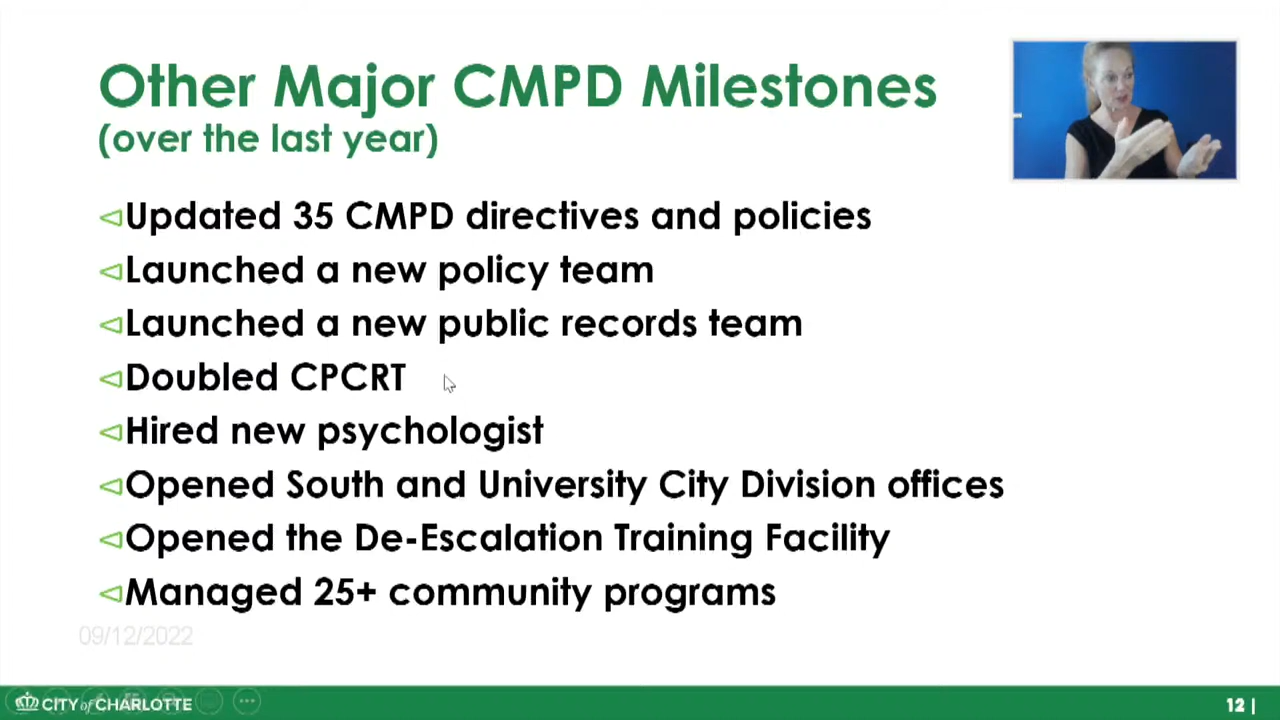 Other Major CMPD Milestones
(over the last year)
Updated 35 CMPD directives and policies
Launched a new policy team
Launched a new public records team
Doubled CPCRT
Hired new psychologist
Opened South and University City Division offices
Opened the De-Escalation Training Facility
Managed 25+ community programs
09/12/2022
CITY of CHARLOTTE
12 |